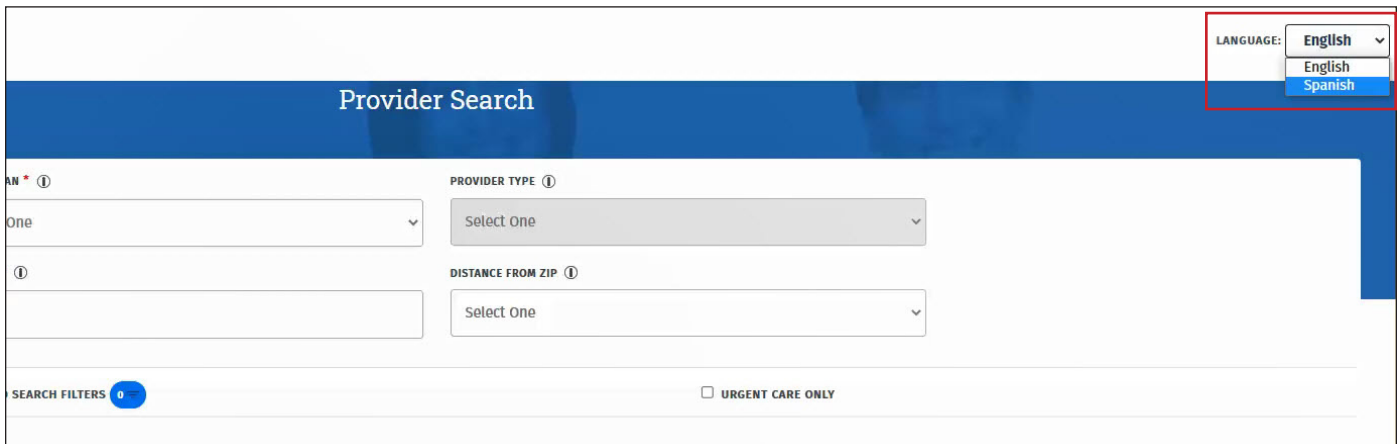 LANGUAGE: English
English
Spanish
Provider Search
AN *
PROVIDER TYPE
One
Select One
DISTANCE FROM ZIP
Select One
SEARCH FILTERS 0
URGENT CARE ONLY